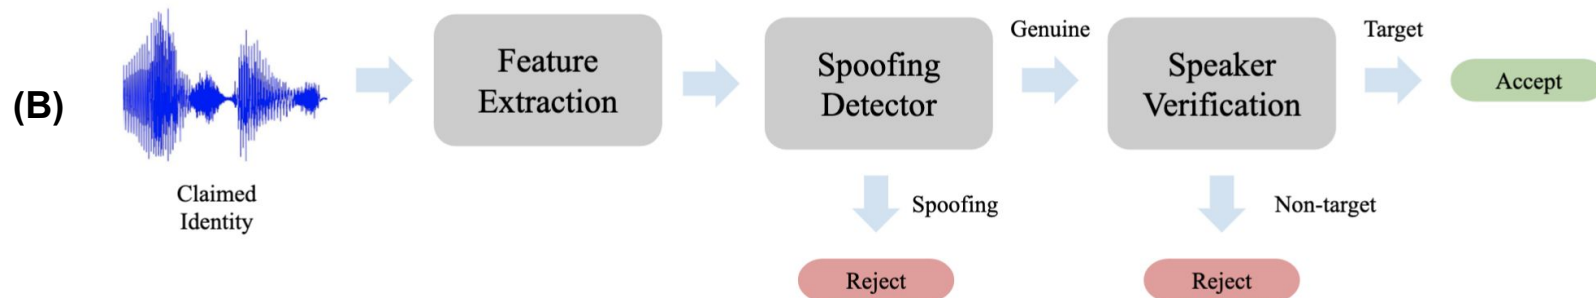 (B)
Claimed
Identity
Feature
Extraction
Spoofing
Detector
Genuine
Speaker
Verification
Target
Accept
Spoofing
Non-target
Reject
Reject